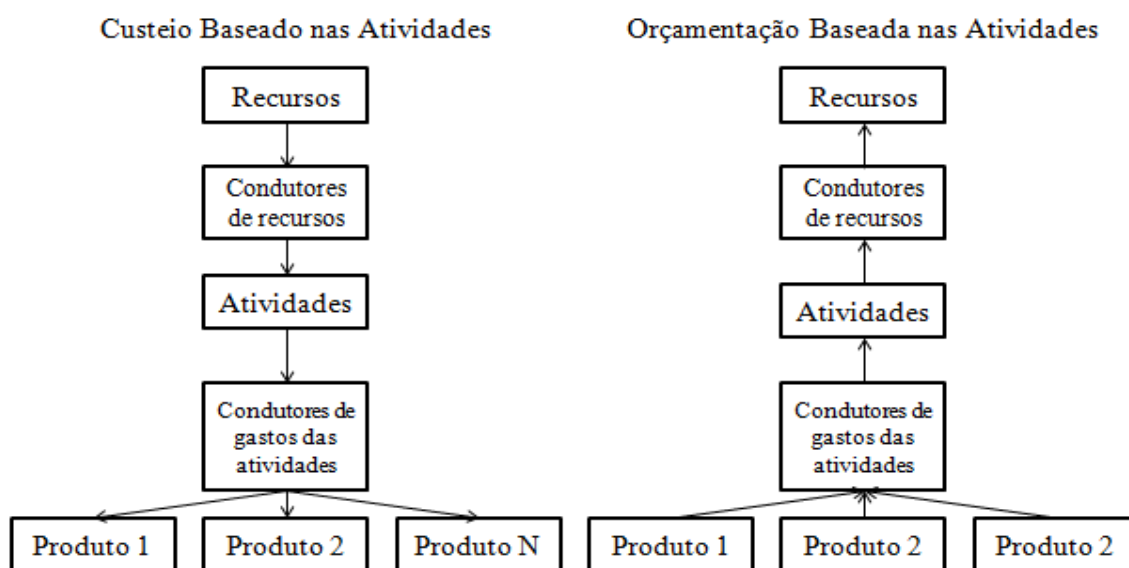 Custeio Baseado nas Atividades
Recursos
Condutores
de recursos
Atividades
Condutores de
gastos das
atividades
Produto 1
Produto 2
Produto N
Orçamentação Baseada nas Atividades
Recursos
Condutores
de recursos
Atividades
Condutores de
gastos das
atividades
Produto 1
Produto 2
Produto 2